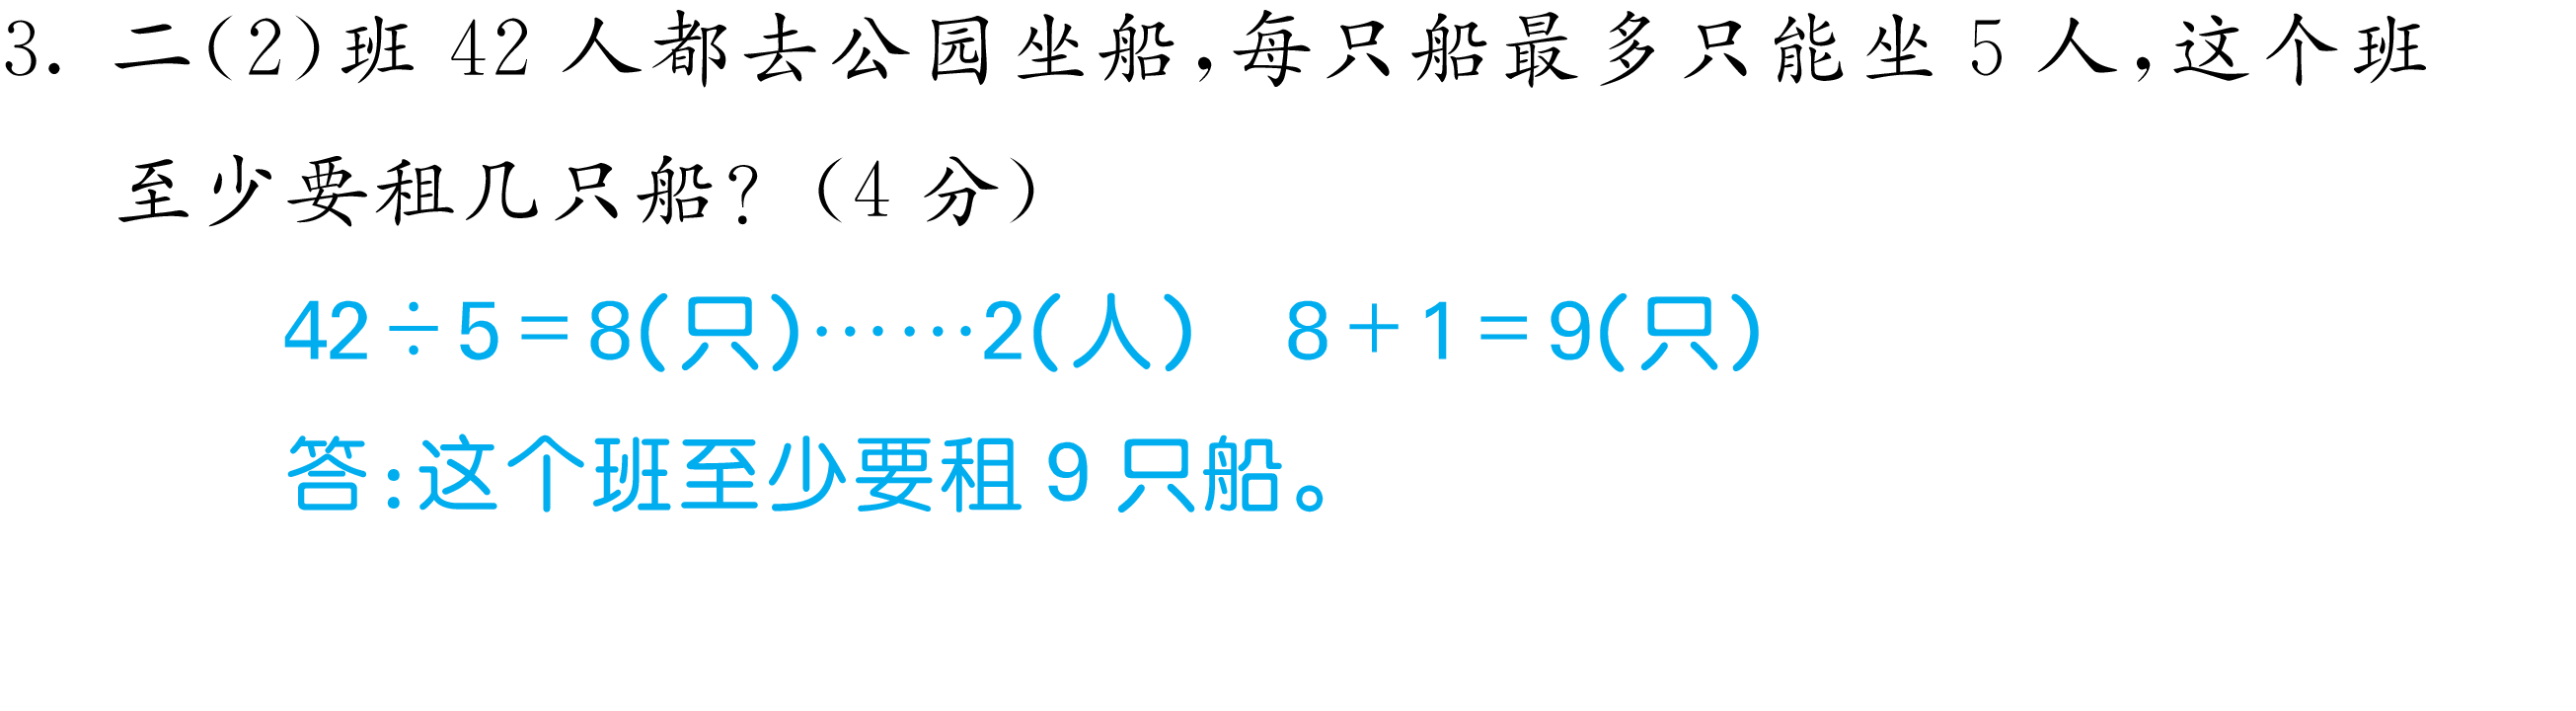 3. 二(2)班 42 人都去公园坐船,每只船最多只能坐 5 人,这个班
至少要租几只船?(4 分)
42÷5=8(只)……2(人) 8+1=9(只)
答:这个班至少要租 9 只船。